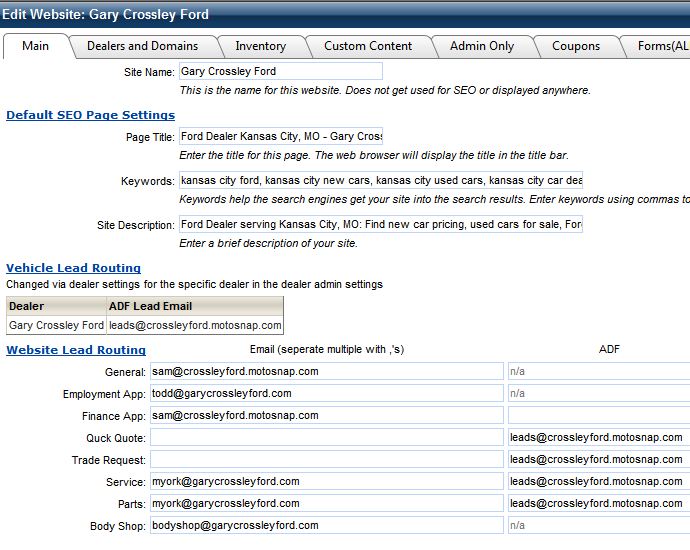 Edit Website: Gary Crossley Ford
Main Dealers and Domains Inventory Custom Content Admin Only Coupons Forms(AL
Site Name: Gary Crossley Ford
This is the name for this website. Does not get used for SEO or displayed anywhere.
Default SEO Page Settings
Page Title: Ford Dealer Kansas City, MO - Gary Cross
Enter the title for this page. The web browser will display the title in the title bar.
Keywords: kansas city ford, kansas city new cars, kansas city used cars, kansas city car dea
Keywords help the search engines get your site into the search results. Enter keywords using commas to
Site Description: Ford Dealer serving Kansas City, MO: Find new car pricing, used cars for sale, For
Enter a brief description of your site.
Vehicle Lead Routing
Changed via dealer settings for the specific dealer in the dealer admin settings
Dealer ADF Lead Email
Gary Crossley Ford leads@crossleyford.motosnap.com
Website Lead Routing Email (seperate multiple with ,'s) ADF
General: sam@crossleyford.motosnap.com n/a
Employment App: todd@garycrossleyford.com n/a
Finance App: sam@crossleyford.motosnap.com
Quck Quote: leads@crossleyford.motosnap.com
Trade Request: leads@crossleyford.motosnap.com
Service: myork@garycrossleyford.com leads@crossleyford.motosnap.com
Parts: myork@garycrossleyford.com leads@crossleyford.motosnap.com
Body Shop: bodyshop@garycrossleyford.com n/a